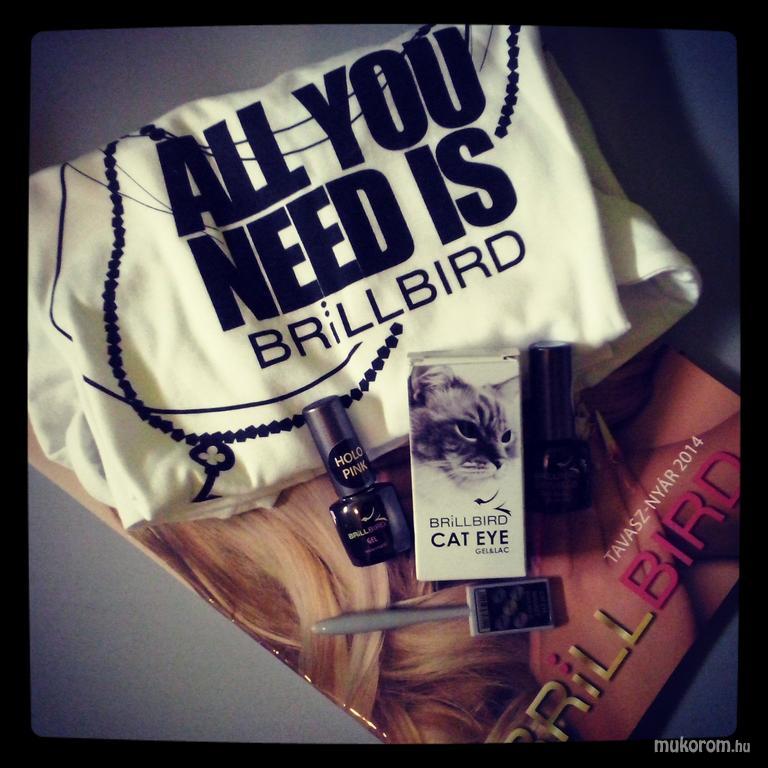 ALL YOU
NEED IS
BRiLLBIRD
HOLO
PINK
BRiLLBIRD
GEL
BRiLLBIRD
CAT EYE
GEL&LAC
TAVASZ-NYÁR 2014
BRiLLBIRD
mukorom.hu